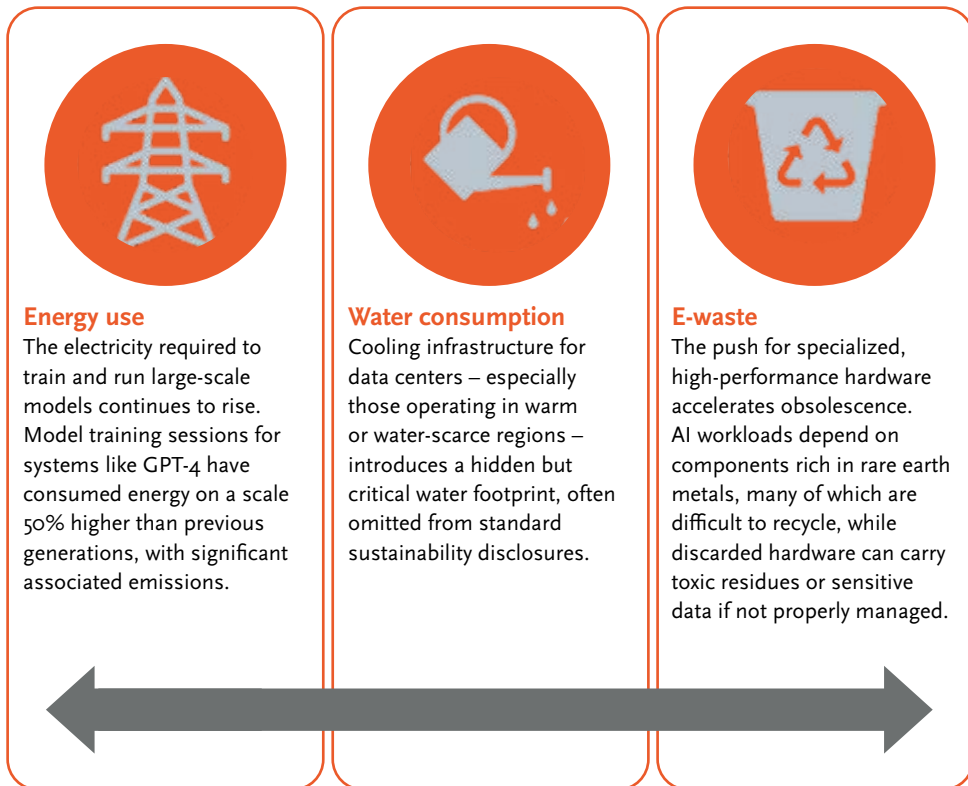 Energy use
The electricity required to
train and run large-scale
models continues to rise.
Model training sessions for
systems like GPT-4 have
consumed energy on a scale
50% higher than previous
generations, with significant
associated emissions.
Water consumption
Cooling infrastructure for
data centers – especially
those operating in warm
or water-scarce regions –
introduces a hidden but
critical water footprint, often
omitted from standard
sustainability disclosures.
E-waste
The push for specialized,
high-performance hardware
accelerates obsolescence.
AI workloads depend on
components rich in rare earth
metals, many of which are
difficult to recycle, while
discarded hardware can carry
toxic residues or sensitive
data if not properly managed.